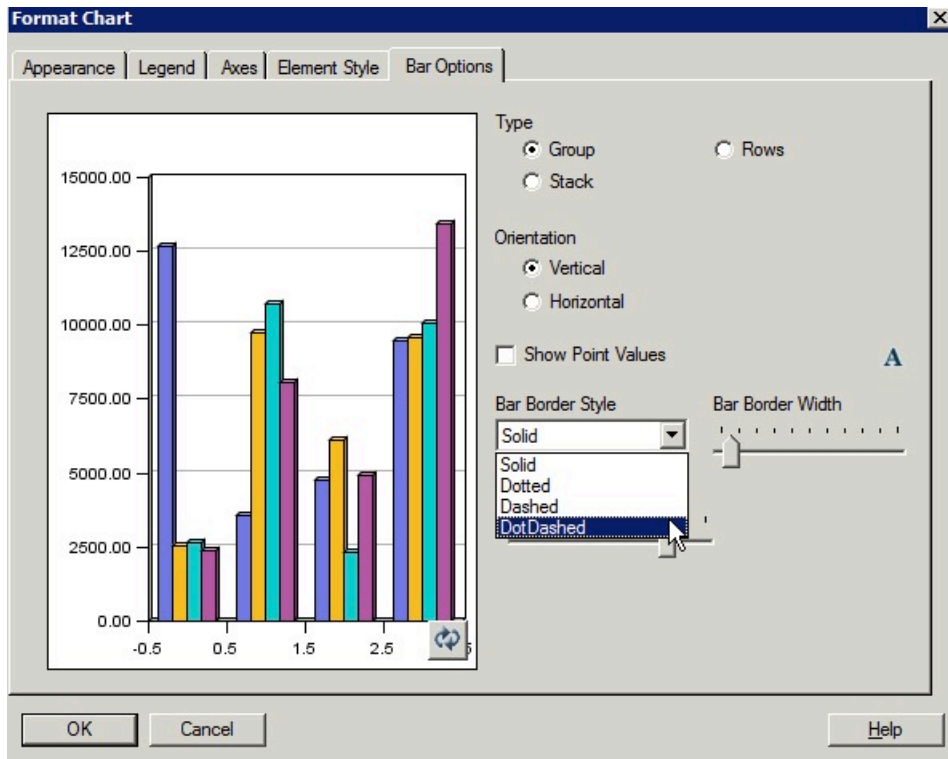 Format Chart
Appearance Legend Axes Element Style Bar Options
Type
Group Rows
Stack
Orientation
Vertical
Horizontal
Show Point Values A
Bar Border Style Bar Border Width
Solid
Solid
Dotted
Dashed
DotDashed
15000.00
12500.00
10000.00
7500.00
5000.00
2500.00
0.00
-0.5 0.5 1.5 2.5
OK Cancel Help